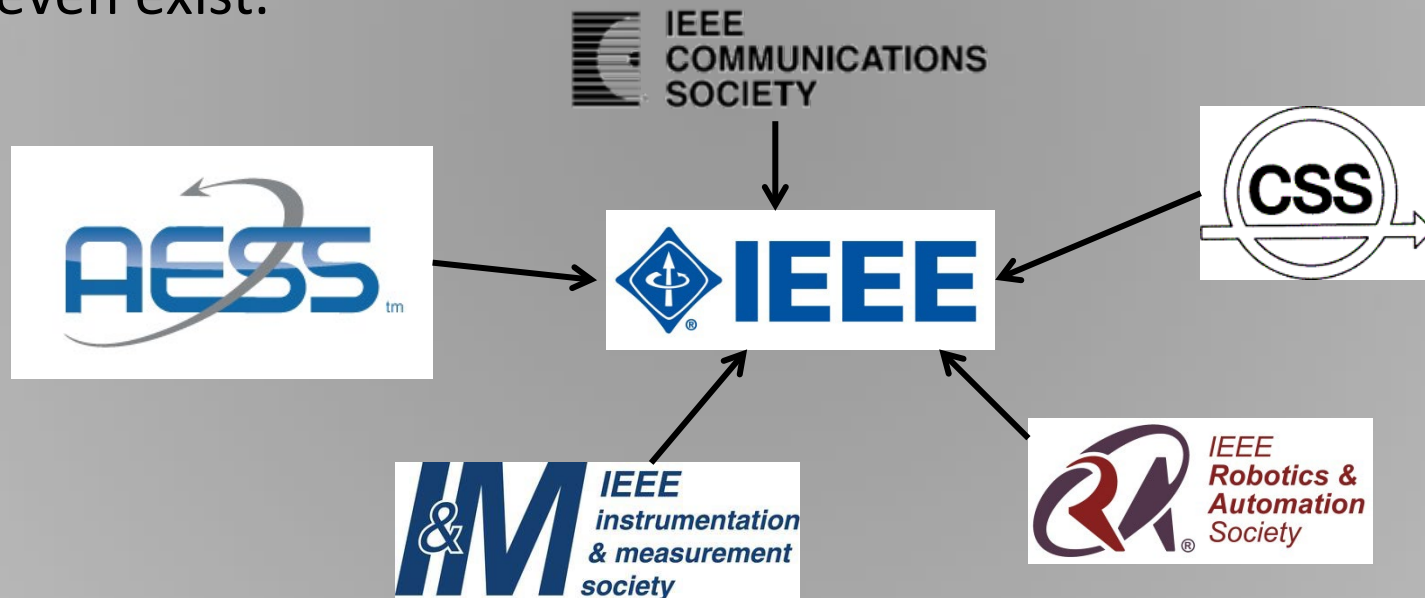 even exist.
IEEE
COMMUNICATIONS
SOCIETY
AESS
tm
CSS
IEEE
®
IEEE
Robotics &
Automation
Society
®
I&M
IEEE
instrumentation
& measurement
society